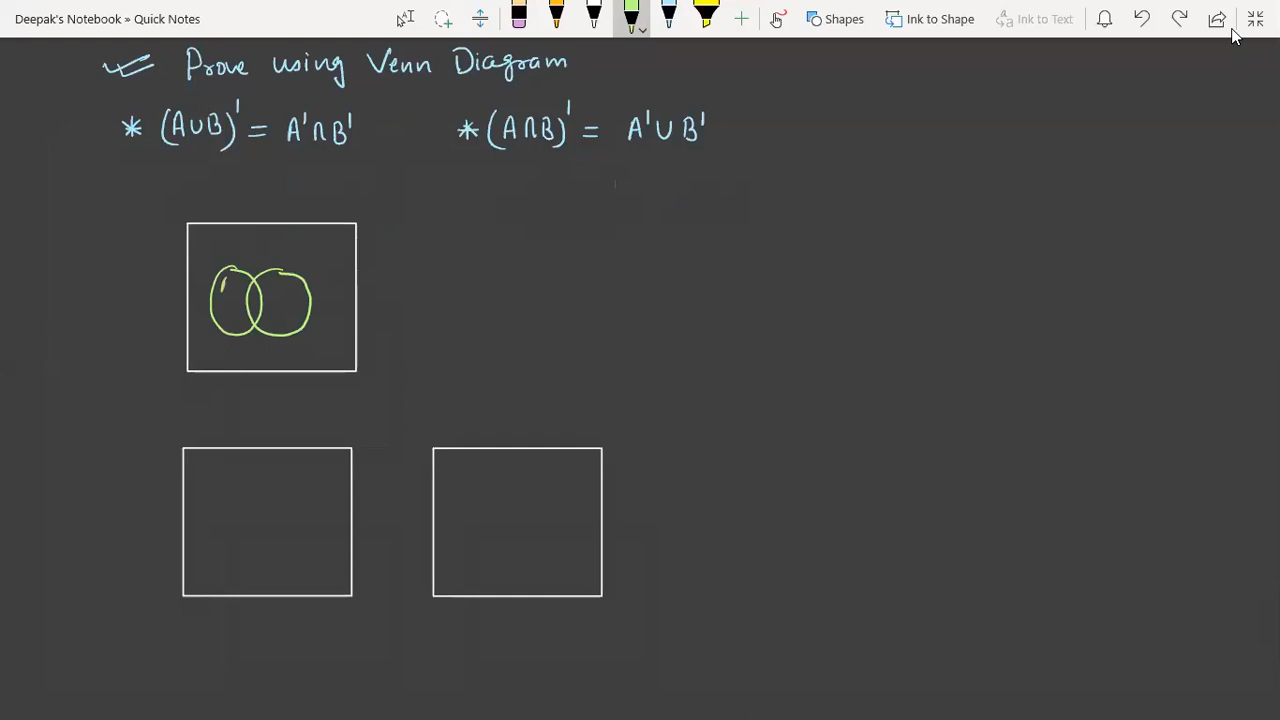 Deepak's Notebook » Quick Notes
Shapes
Ink to Shape
Ink to Text
Prove using Venn Diagram
* (A∪B)' = A'∩B' * (A∩B)' = A'∪B'